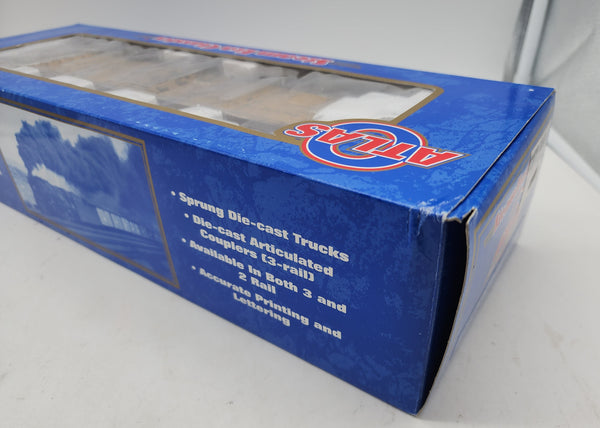 ATLAS
• Sprung Die-cast Trucks
• Die-cast Articulated
Couplers (3-rail)
• Available in Both 3 and
2 Rail
• Accurate Printing and
Lettering